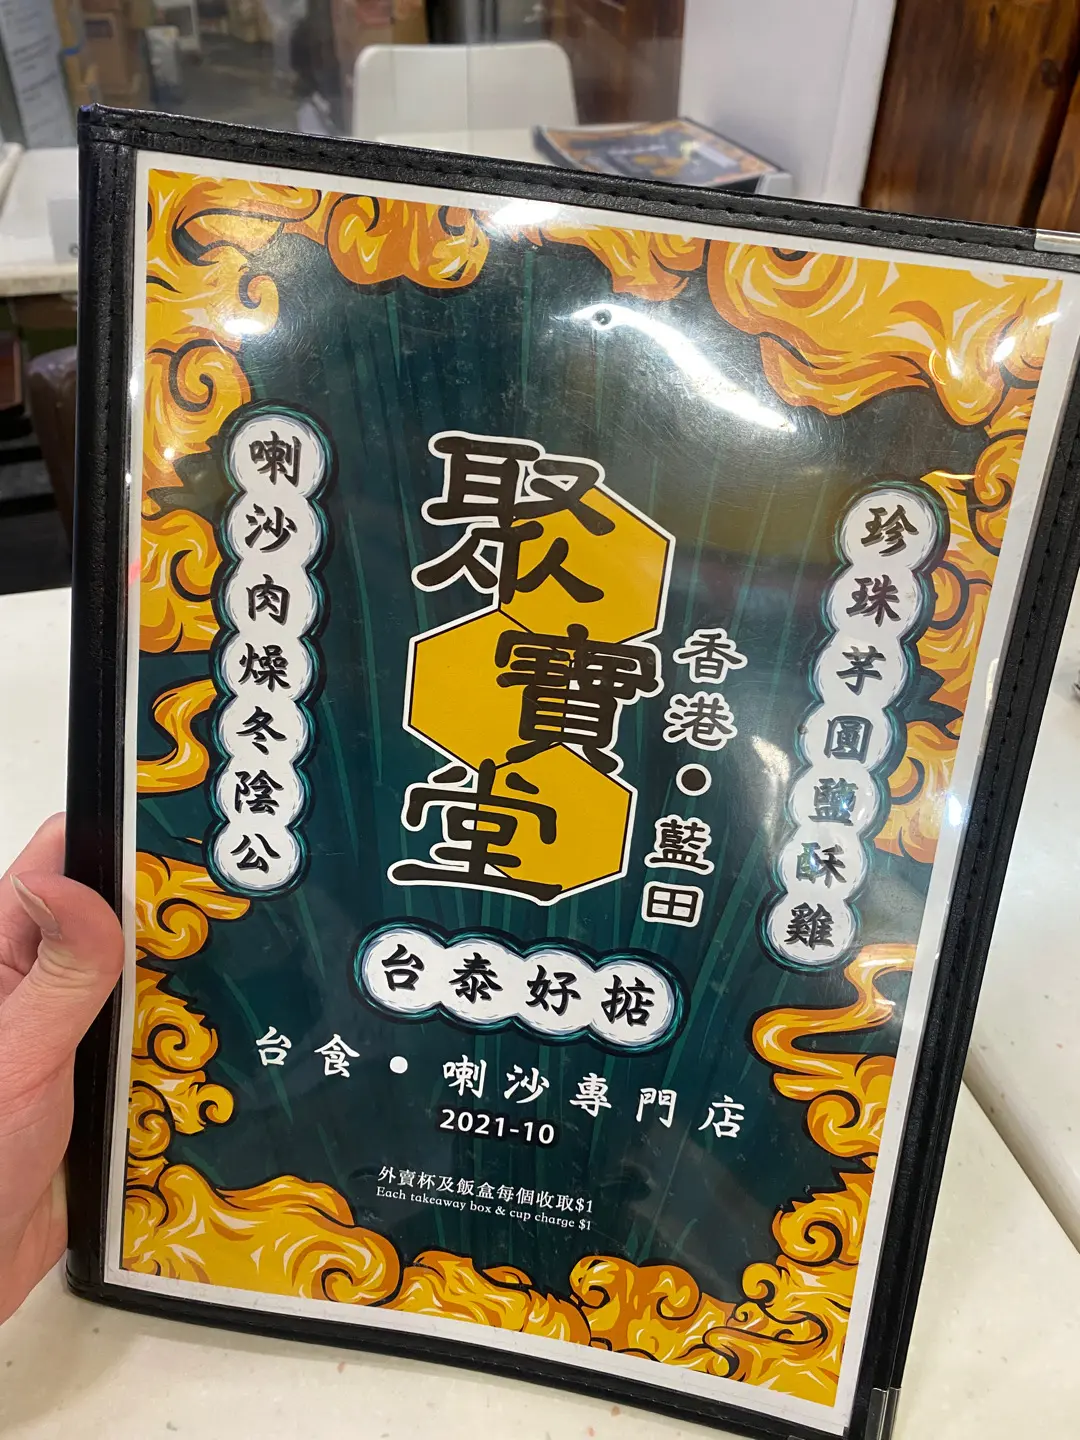 聚寶堂
香港•藍田
喇沙肉燥冬陰公
珍珠芋圓鹽酥雞
台泰好掂
台食•喇沙專門店
2021-10
外賣杯及飯盒每個收取$1
Each takeaway box & cup charge $1